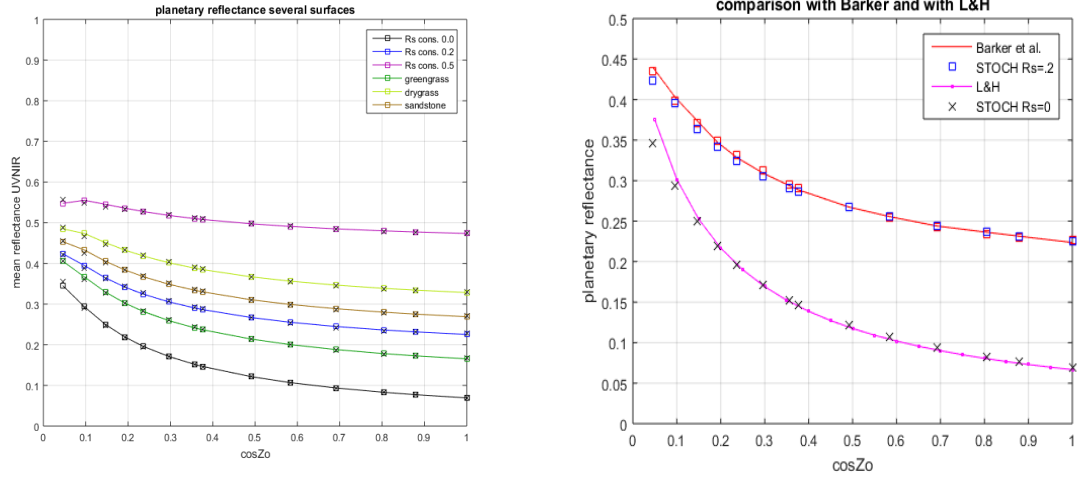 planetary reflectance several surfaces
1
0.9
0.8
0.7
0.6
0.5
0.4
0.3
0.2
0.1
0
mean reflectance UVNIR
Rs cons. 0.0
Rs cons. 0.2
Rs cons. 0.5
greengrass
drygrass
sandstone
0 0.1 0.2 0.3 0.4 0.5 0.6 0.7 0.8 0.9 1
cosZo
comparison with Barker and with L&H
0.5
0.45
0.4
0.35
0.3
0.25
0.2
0.15
0.1
0.05
0
planetary reflectance
Barker et al.
STOCH Rs=.2
L&H
STOCH Rs=0
0 0.1 0.2 0.3 0.4 0.5 0.6 0.7 0.8 0.9 1
cosZo